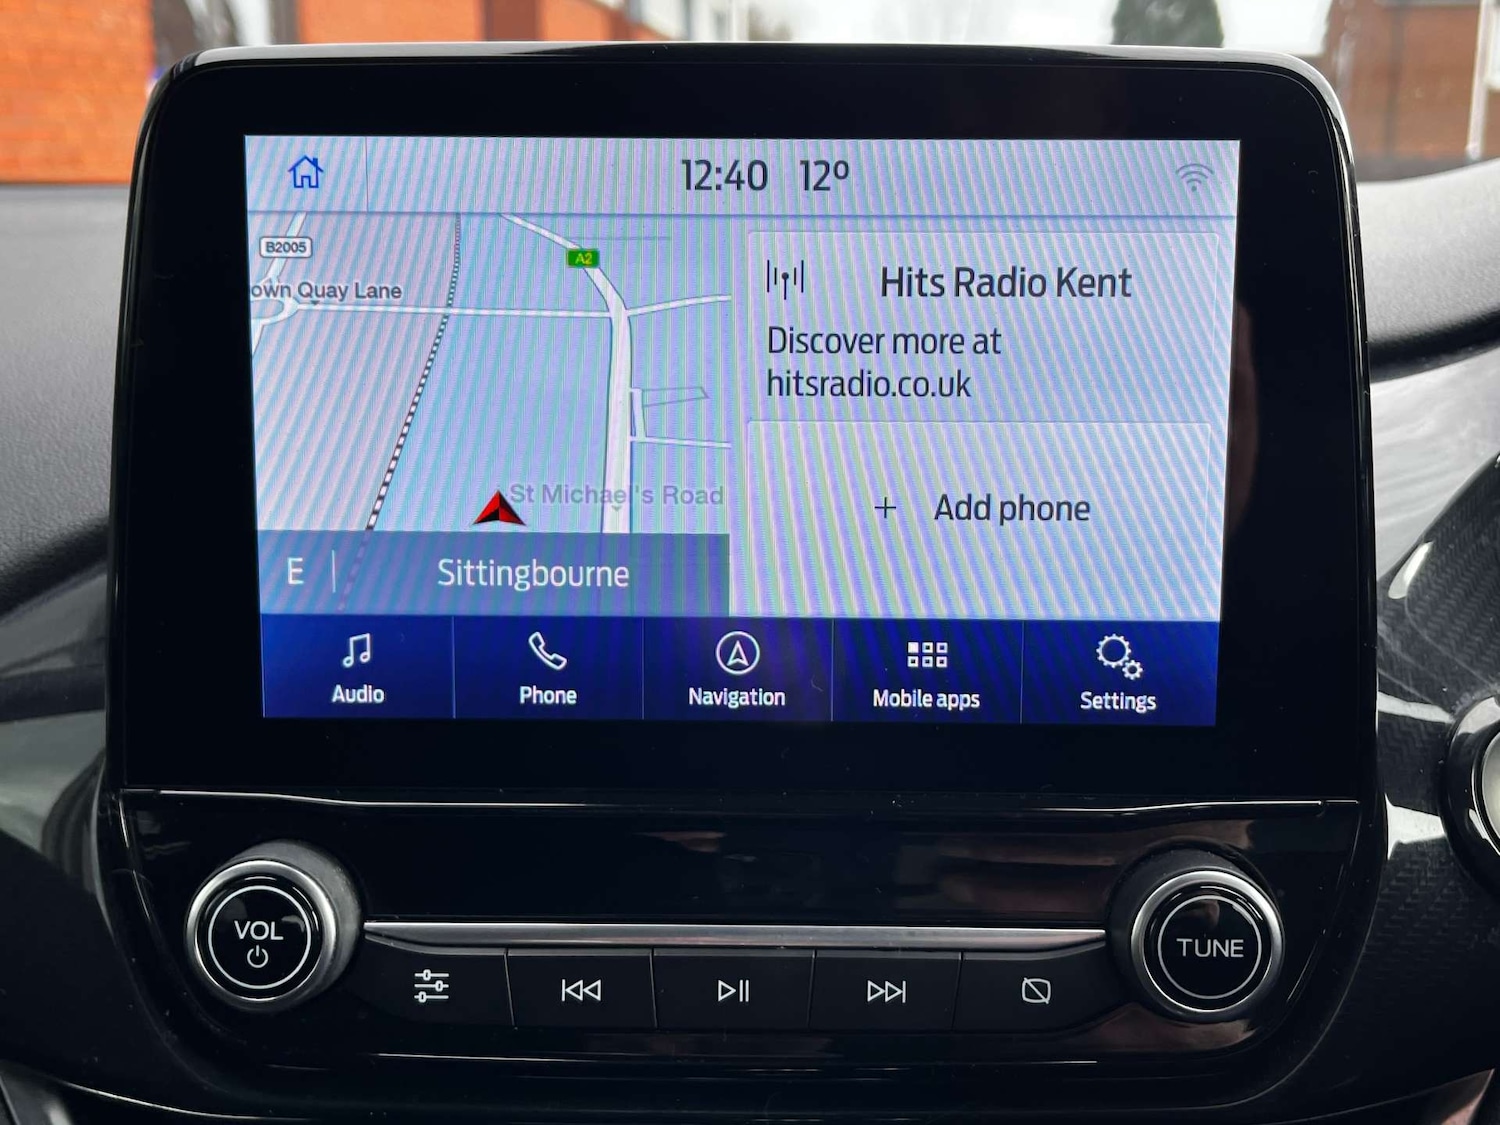 12:40 12°
B2005
A2
own Quay Lane
Hits Radio Kent
Discover more at
hitsradio.co.uk
St Michael's Road
+ Add phone
E
Sittingbourne
Audio
Phone
Navigation
Mobile apps
Settings
VOL
TUNE